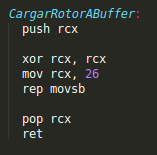 CargarRotorABuffer:
push rcx
xor rcx, rcx
mov rcx, 26
rep movsb
pop rcx
ret